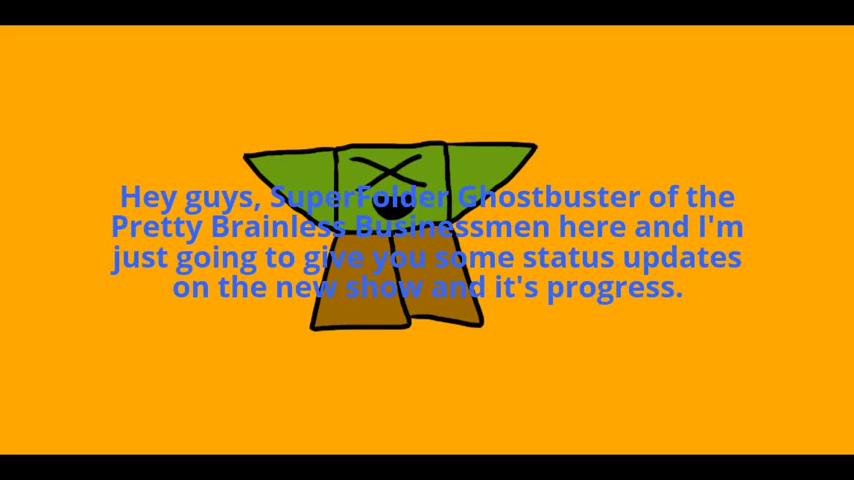 Hey guys, SuperFolder Ghostbuster of the
Pretty Brainless Businessmen here and I'm
just going to give you some status updates
on the new show and it's progress.